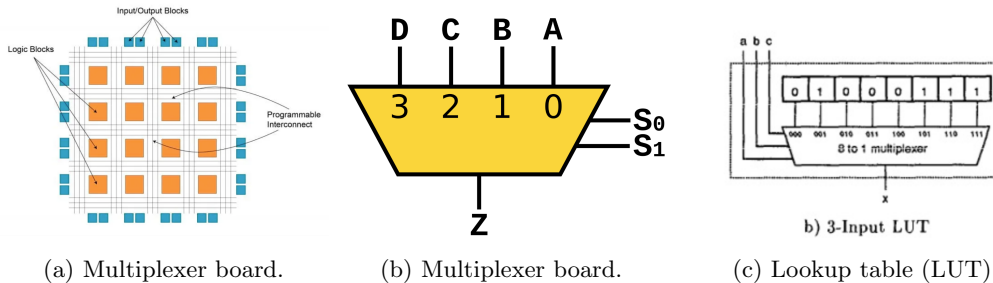 Input/Output Blocks
Logic Blocks
Programmable
Interconnect
(a) Multiplexer board.
D C B A
3 2 1 0
S0
S1
Z
(b) Multiplexer board.
a b c
0 1 0 0 0 1 1 1
000 001 010 011 100 101 110 111
8 to 1 multiplexer
x
b) 3-Input LUT
(c) Lookup table (LUT)